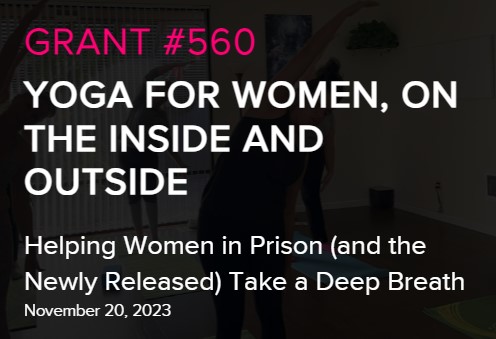 GRANT #560
YOGA FOR WOMEN, ON
THE INSIDE AND
OUTSIDE
Helping Women in Prison (and the
Newly Released) Take a Deep Breath
November 20, 2023